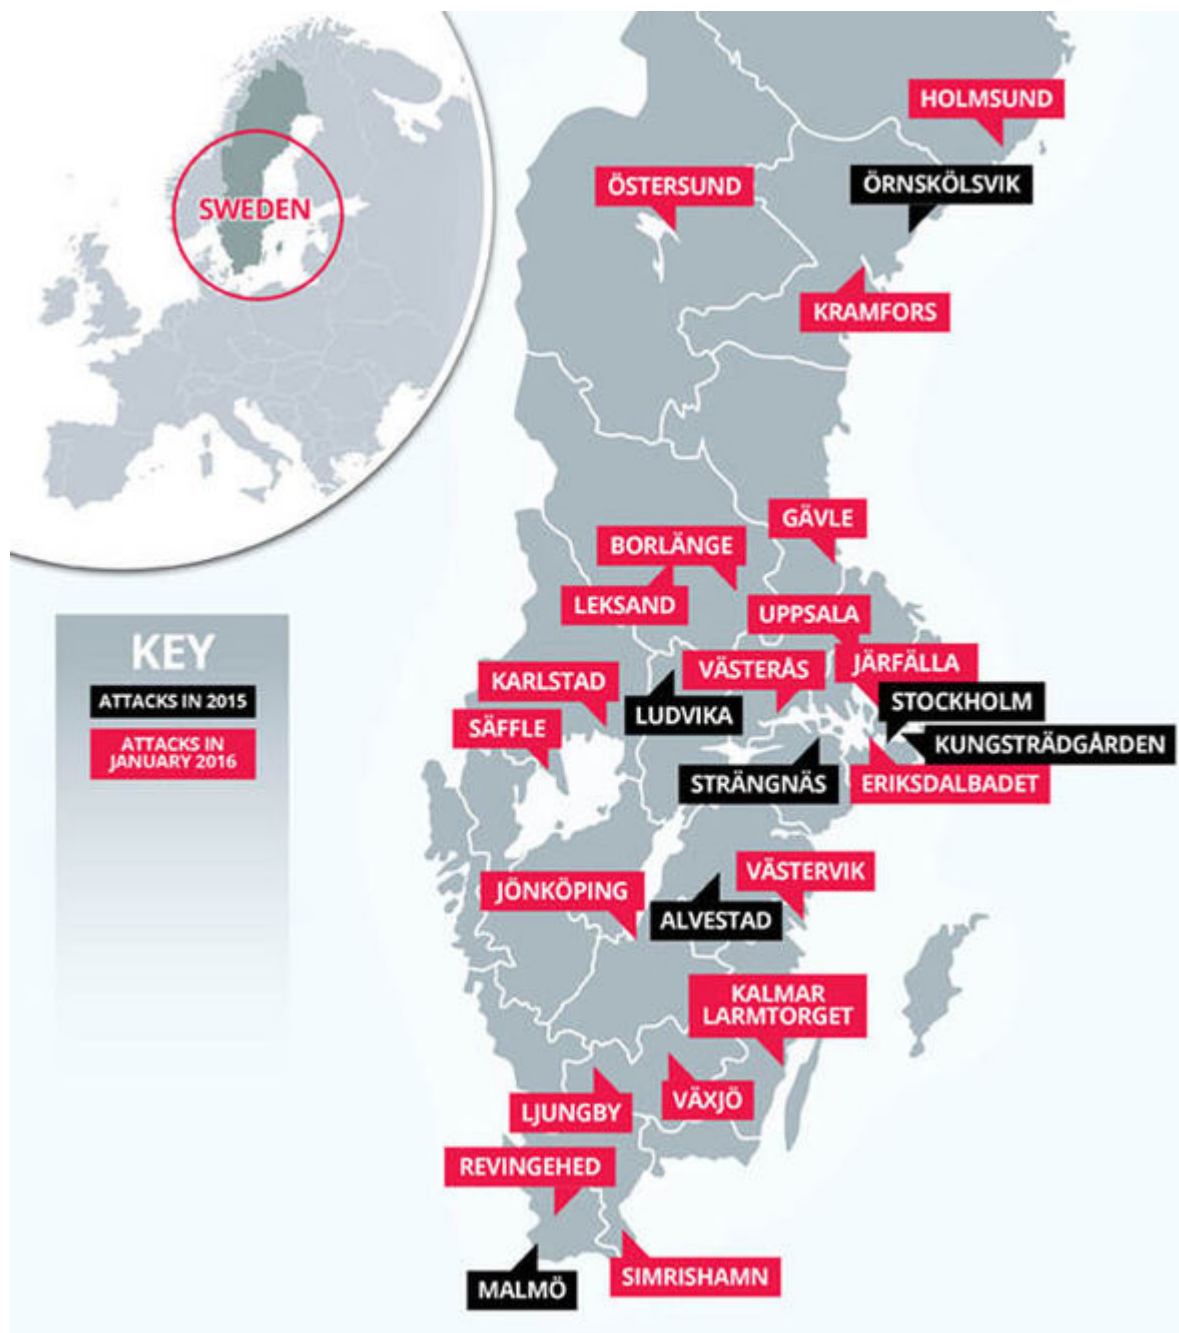 HOLMSUND
ÖSTERSUND
ÖRNSKÖLSVIK
SWEDEN
KRAMFORS
GÄVLE
BORLÄNGE
LEKSAND
UPPSALA
KEY
VÄSTERÅS
JÄRFÄLLA
KARLSTAD
ATTACKS IN 2015
LUDVIKA
STOCKHOLM
SÄFFLE
KUNGSTRÄDGÅRDEN
ATTACKS IN
JANUARY 2016
STRÄNGNÄS
ERIKSDALBADET
VÄSTERVIK
JÖNKÖPING
ALVESTAD
KALMAR
LARMTORGET
LJUNGBY
VÄXJÖ
REVINGEHED
SIMRISHAMN
MALMÖ